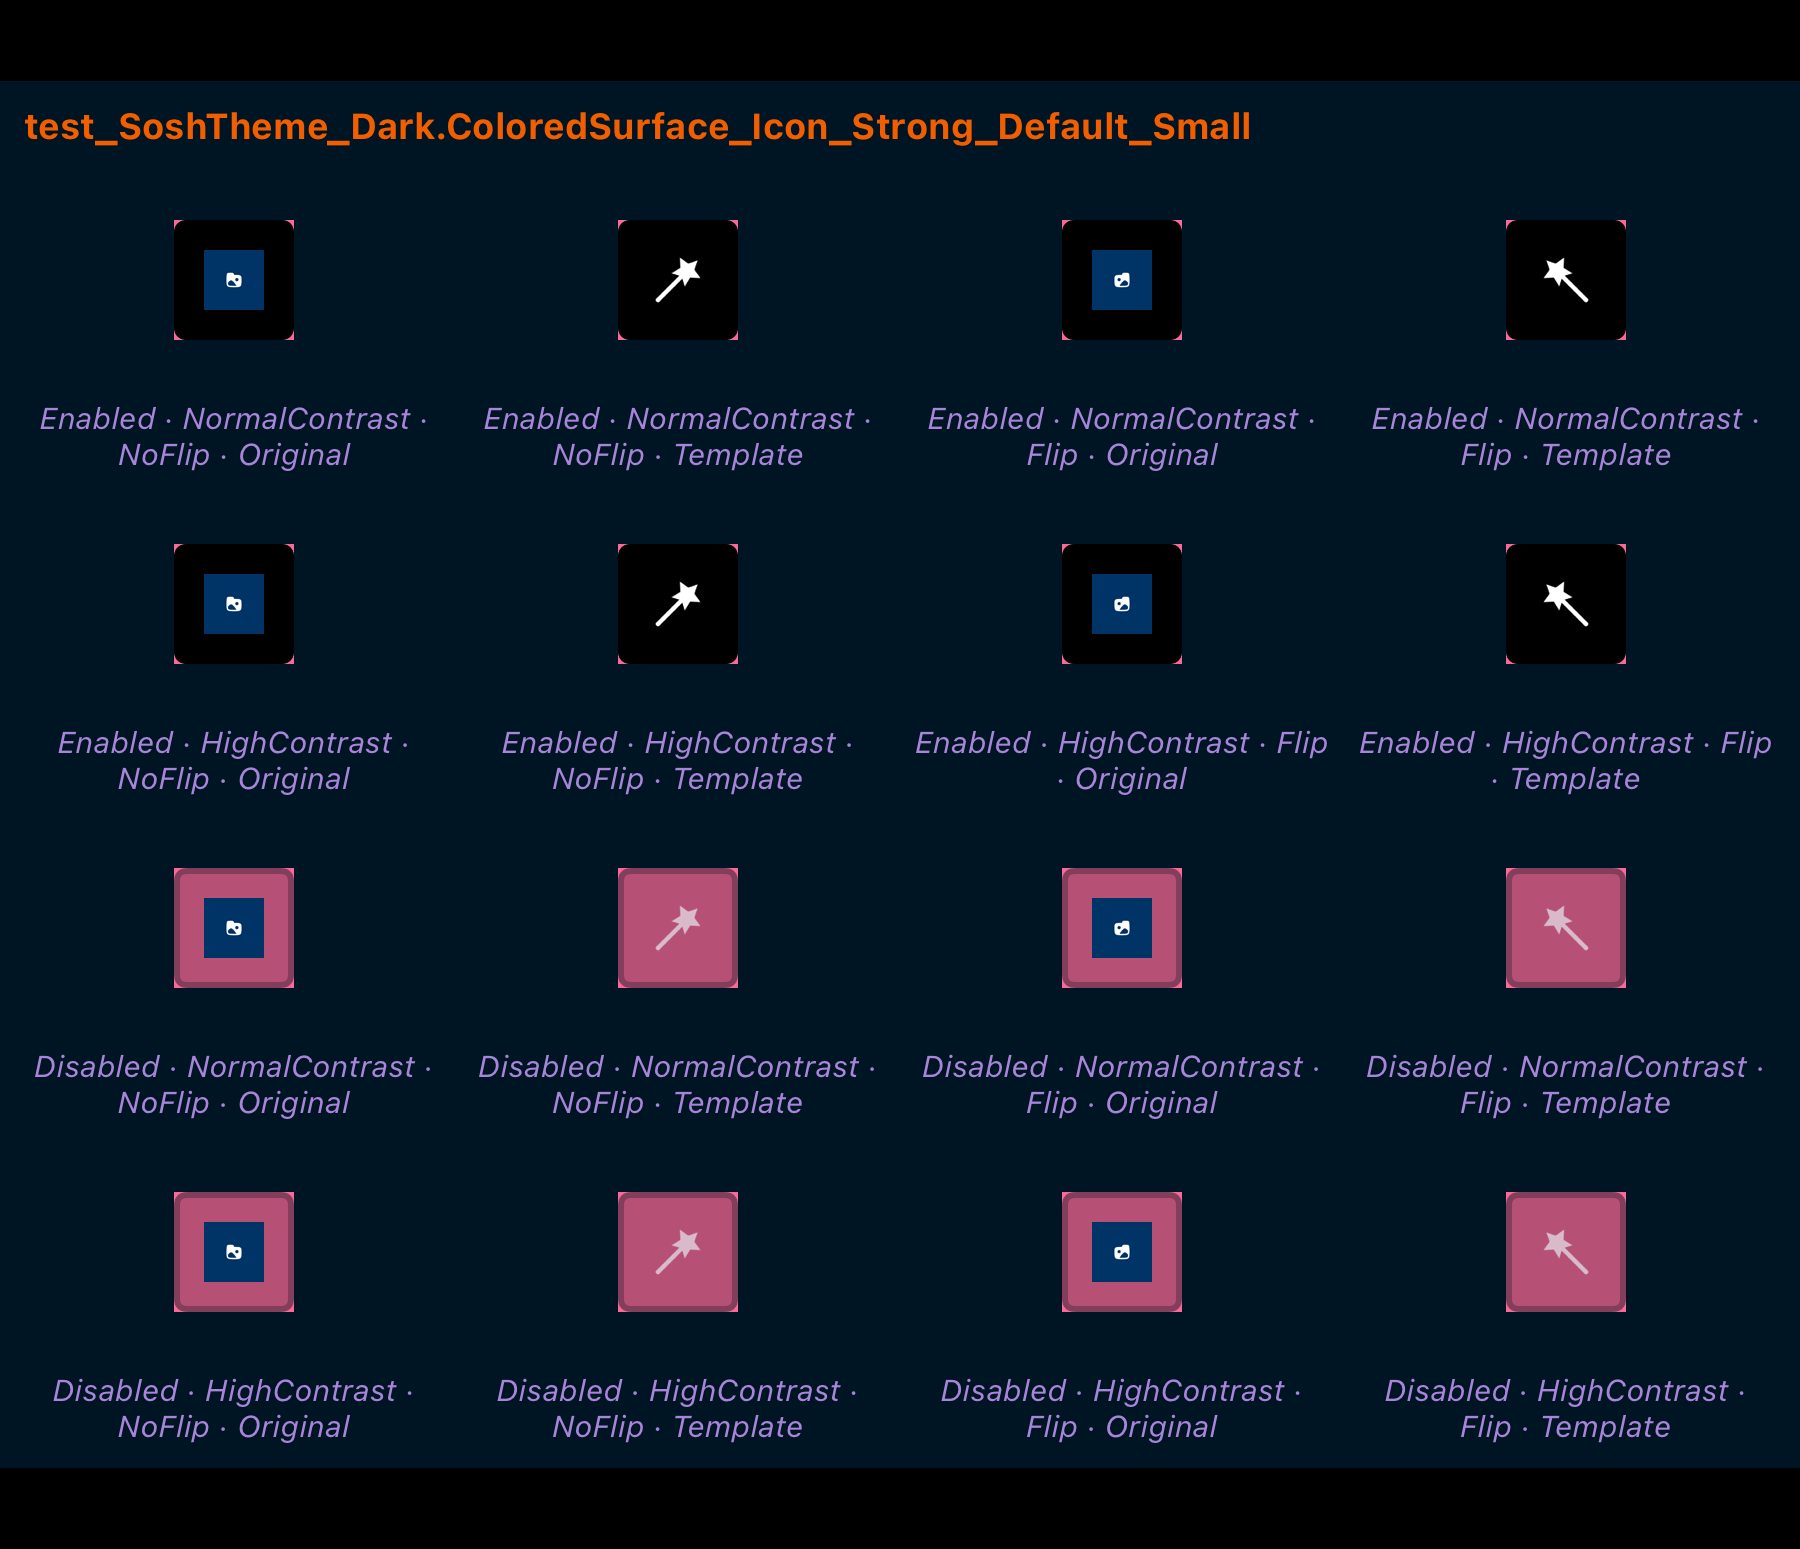 test_SoshTheme_Dark.ColoredSurface_Icon_Strong_Default_Small
Enabled · NormalContrast ·
NoFlip · Original
Enabled · NormalContrast ·
NoFlip · Template
Enabled · NormalContrast ·
Flip · Original
Enabled · NormalContrast ·
Flip · Template
Enabled · HighContrast ·
NoFlip · Original
Enabled · HighContrast ·
NoFlip · Template
Enabled · HighContrast · Flip
· Original
Enabled · HighContrast · Flip
· Template
Disabled · NormalContrast ·
NoFlip · Original
Disabled · NormalContrast ·
NoFlip · Template
Disabled · NormalContrast ·
Flip · Original
Disabled · NormalContrast ·
Flip · Template
Disabled · HighContrast ·
NoFlip · Original
Disabled · HighContrast ·
NoFlip · Template
Disabled · HighContrast ·
Flip · Original
Disabled · HighContrast ·
Flip · Template